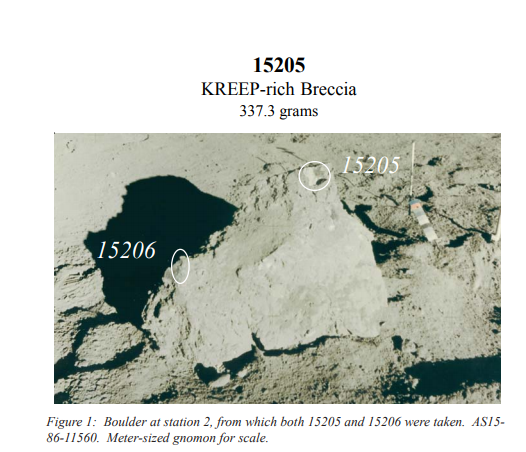 15205
KREEP-rich Breccia
337.3 grams
15205
15206
Figure 1: Boulder at station 2, from which both 15205 and 15206 were taken. AS15-
86-11560. Meter-sized gnomon for scale.